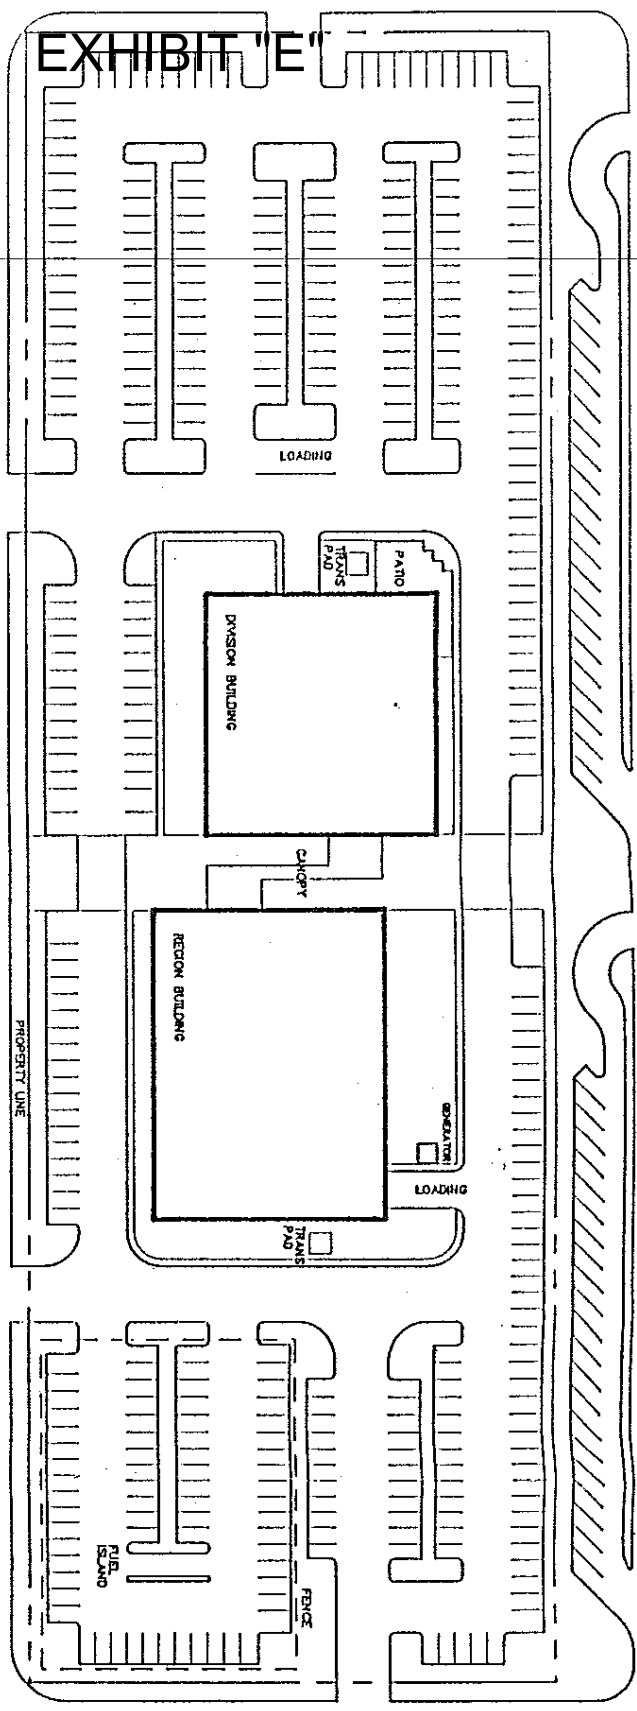 EXHIBIT "E"
LOADING
TRANS
PAD
PATIO
DIVISION BUILDING
CANOPY
REGION BUILDING
PROPERTY LINE
GENERATOR
LOADING
TRANS
PAD
FUEL
ISLAND
FENCE